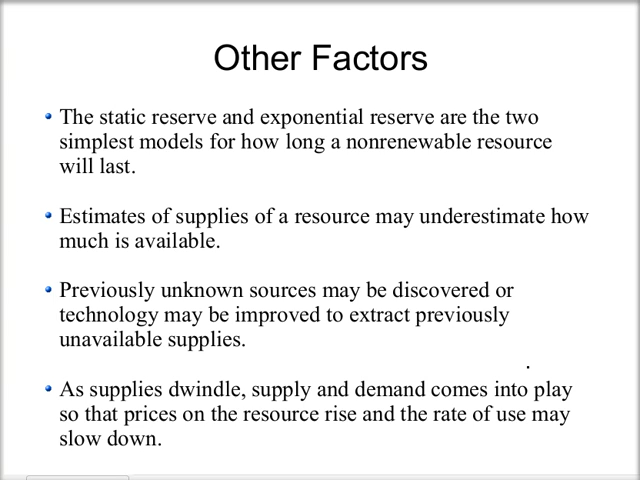 Other Factors
The static reserve and exponential reserve are the two
simplest models for how long a nonrenewable resource
will last.
Estimates of supplies of a resource may underestimate how
much is available.
Previously unknown sources may be discovered or
technology may be improved to extract previously
unavailable supplies.
As supplies dwindle, supply and demand comes into play
so that prices on the resource rise and the rate of use may
slow down.